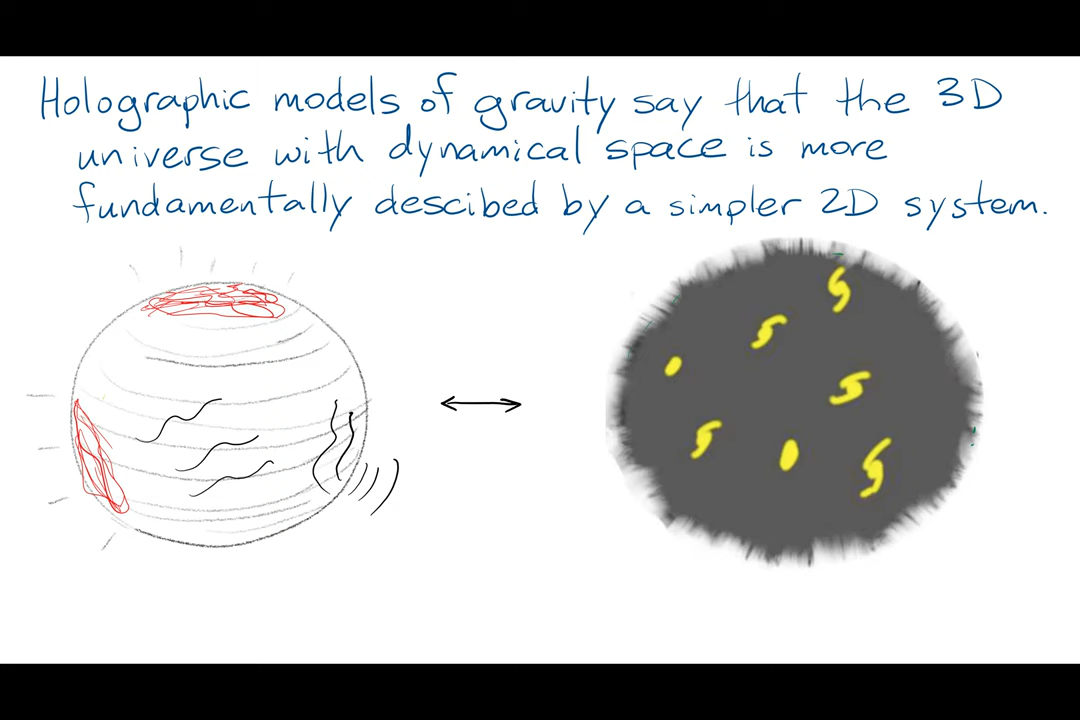 Holographic models of gravity say that the 3D
universe with dynamical space is more
fundamentally descibed by a simpler 2D system.